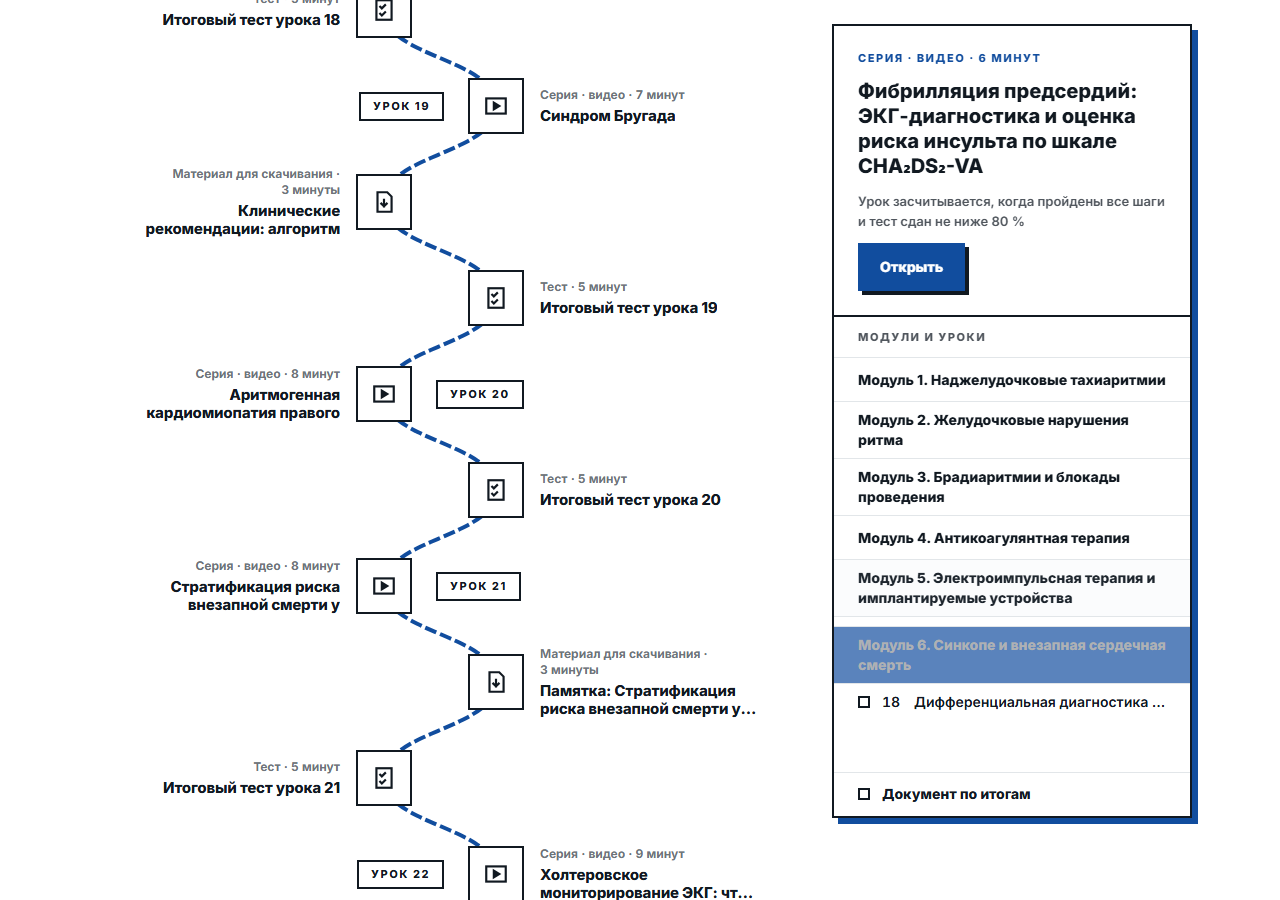 Итоговый тест урока 18
УРОК 19
Серия · видео · 7 минут
Синдром Бругада
Материал для скачивания ·
3 минуты
Клинические
рекомендации: алгоритм
Тест · 5 минут
Итоговый тест урока 19
Серия · видео · 8 минут
Аритмогенная
кардиомиопатия правого
УРОК 20
Тест · 5 минут
Итоговый тест урока 20
Серия · видео · 8 минут
Стратификация риска
внезапной смерти у
УРОК 21
Материал для скачивания ·
3 минуты
Памятка: Стратификация
риска внезапной смерти у…
Тест · 5 минут
Итоговый тест урока 21
УРОК 22
Серия · видео · 9 минут
Холтеровское
мониторирование ЭКГ: чт…
СЕРИЯ · ВИДЕО · 6 МИНУТ
Фибрилляция предсердий:
ЭКГ-диагностика и оценка
риска инсульта по шкале
CHA₂DS₂-VA
Урок засчитывается, когда пройдены все шаги
и тест сдан не ниже 80 %
Открыть
МОДУЛИ И УРОКИ
Модуль 1. Наджелудочковые тахиаритмии
Модуль 2. Желудочковые нарушения
ритма
Модуль 3. Брадиаритмии и блокады
проведения
Модуль 4. Антикоагулянтная терапия
Модуль 5. Электроимпульсная терапия и
имплантируемые устройства
Модуль 6. Синкопе и внезапная сердечная
смерть
18 Дифференциальная диагностика ...
Документ по итогам